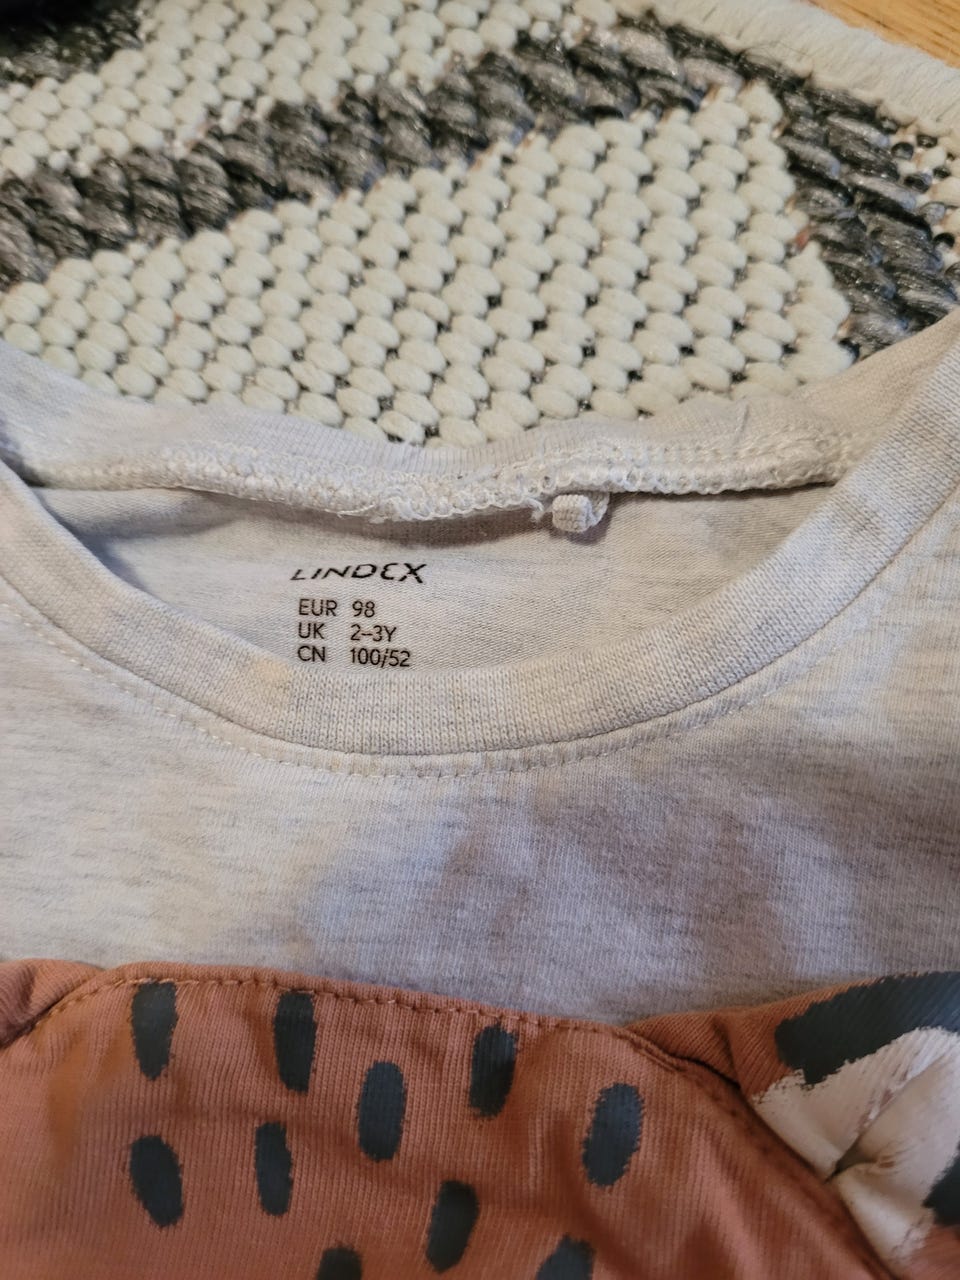 LINDEX
EUR 98
UK 2–3Y
CN 100/52